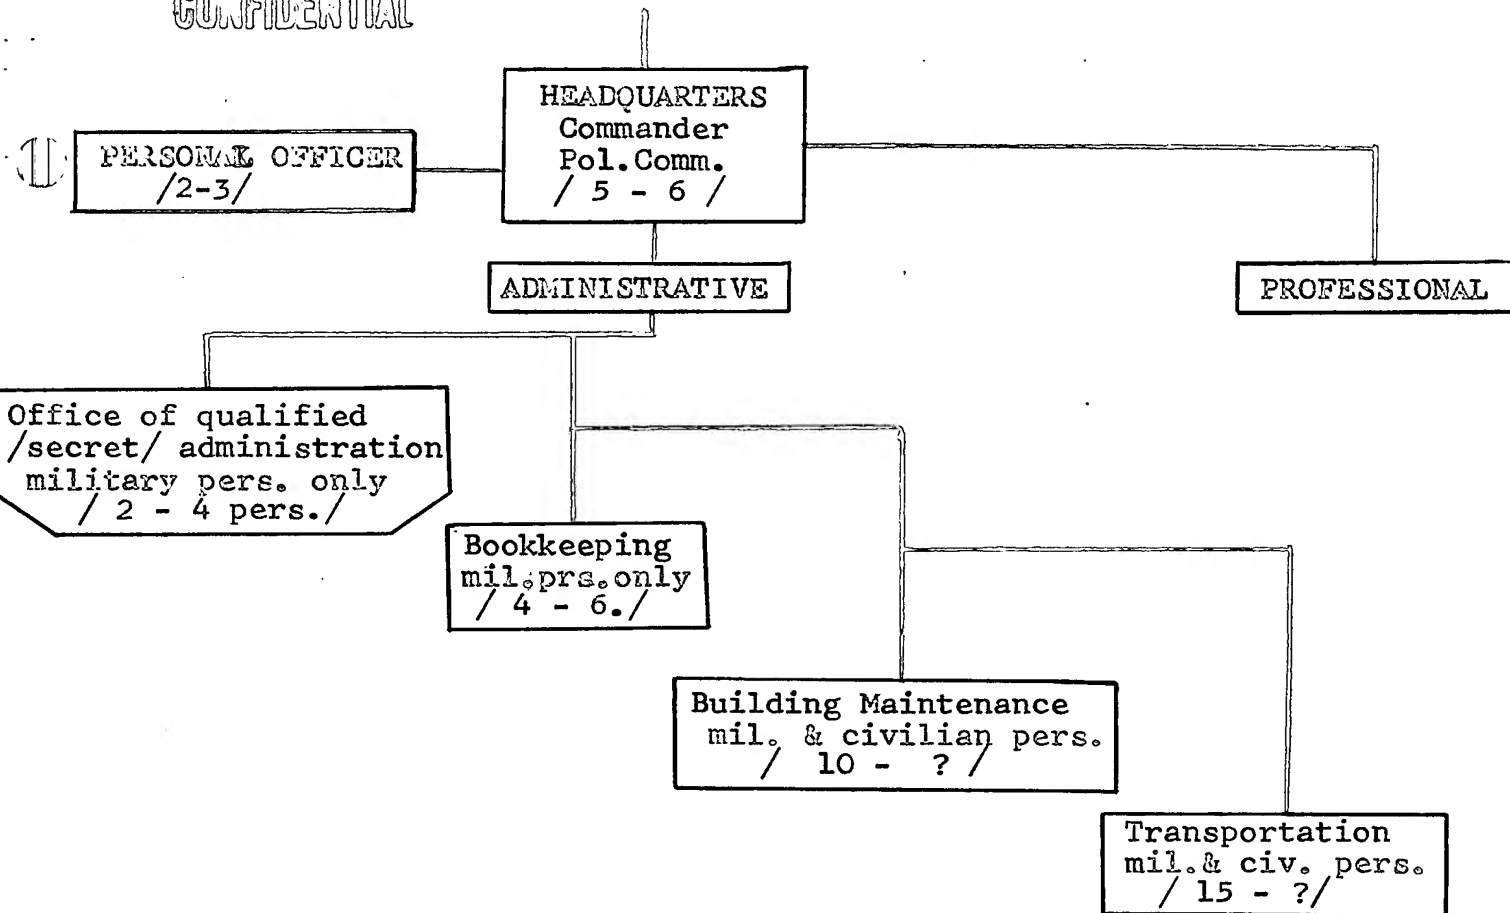 CONFIDENTIAL
HEADQUARTERS
Commander
Pol.Comm.
/ 5 - 6 /
PERSONAL OFFICER
/2-3/
ADMINISTRATIVE
PROFESSIONAL
Office of qualified
/secret/ administration
military pers. only
/ 2 - 4 pers./
Bookkeeping
mil.prs.only
/ 4 - 6./
Building Maintenance
mil. & civilian pers.
/ 10 - ? /
Transportation
mil.& civ. pers.
/ 15 - ?/